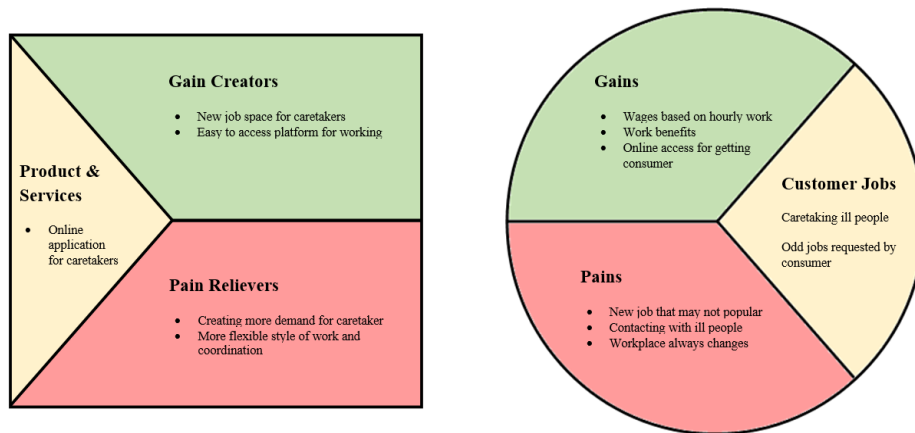 Gain Creators
• New job space for caretakers
• Easy to access platform for working
Product &
Services
• Online
application
for caretakers
Pain Relievers
• Creating more demand for caretaker
• More flexible style of work and
coordination
Gains
• Wages based on hourly work
• Work benefits
• Online access for getting
consumer
Customer Jobs
Caretaking ill people
Odd jobs requested by
consumer
Pains
• New job that may not popular
• Contacting with ill people
• Workplace always changes